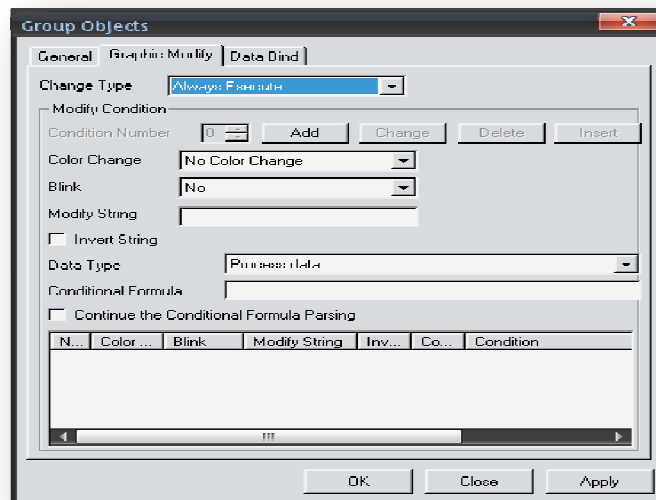 Group Objects
General Graphic Modify Data Bind
Change Type Always Execute
Modify Condition
Condition Number 0 Add Change Delete Insert
Color Change No Color Change
Blink No
Modify String
Invert String
Data Type Process data
Conditional Formula
Continue the Conditional Formula Parsing
N... Color ... Blink Modify String Inv... Co... Condition
OK Close Apply